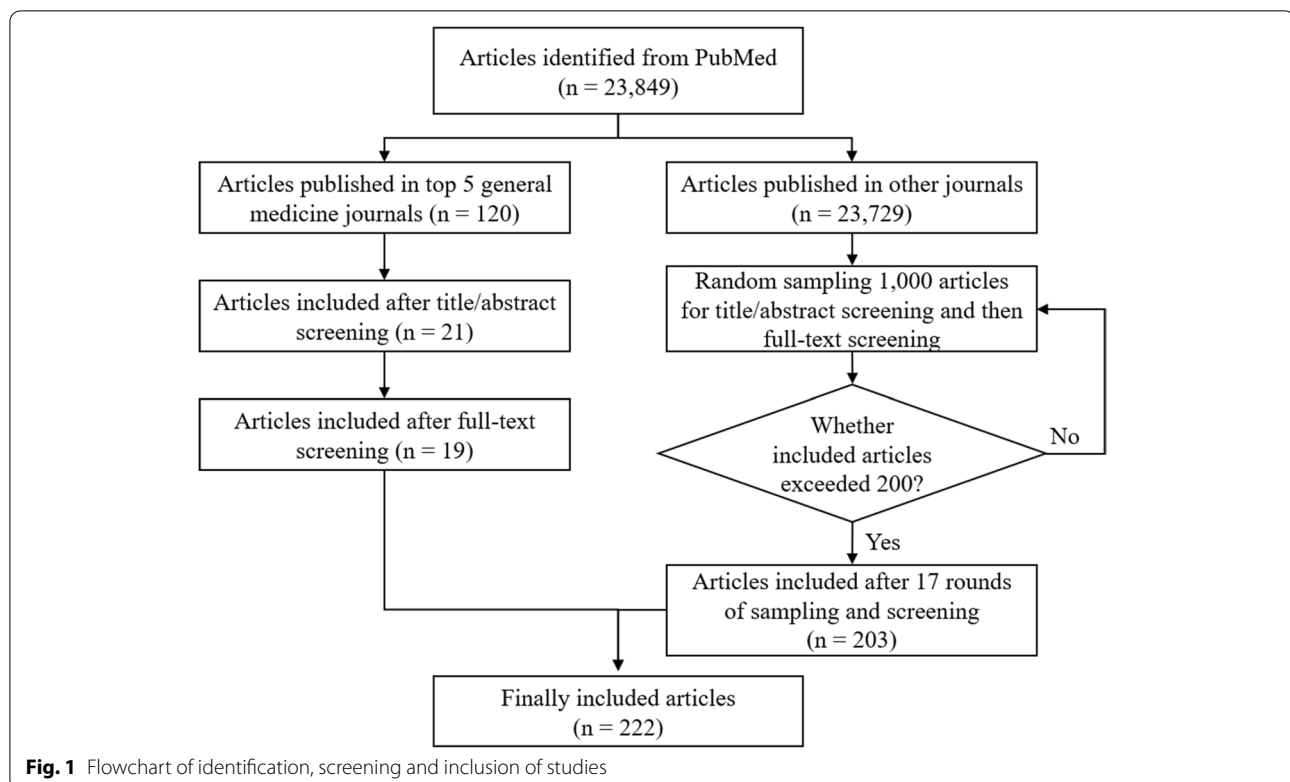 Articles identified from PubMed
(n = 23,849)
Articles published in top 5 general
medicine journals (n = 120)
Articles published in other journals
(n = 23,729)
Articles included after title/abstract
screening (n = 21)
Random sampling 1,000 articles
for title/abstract screening and then
full-text screening
Articles included after full-text
screening (n = 19)
Whether
included articles
exceeded 200?
No
Yes
Articles included after 17 rounds
of sampling and screening
(n = 203)
Finally included articles
(n = 222)
Fig. 1 Flowchart of identification, screening and inclusion of studies